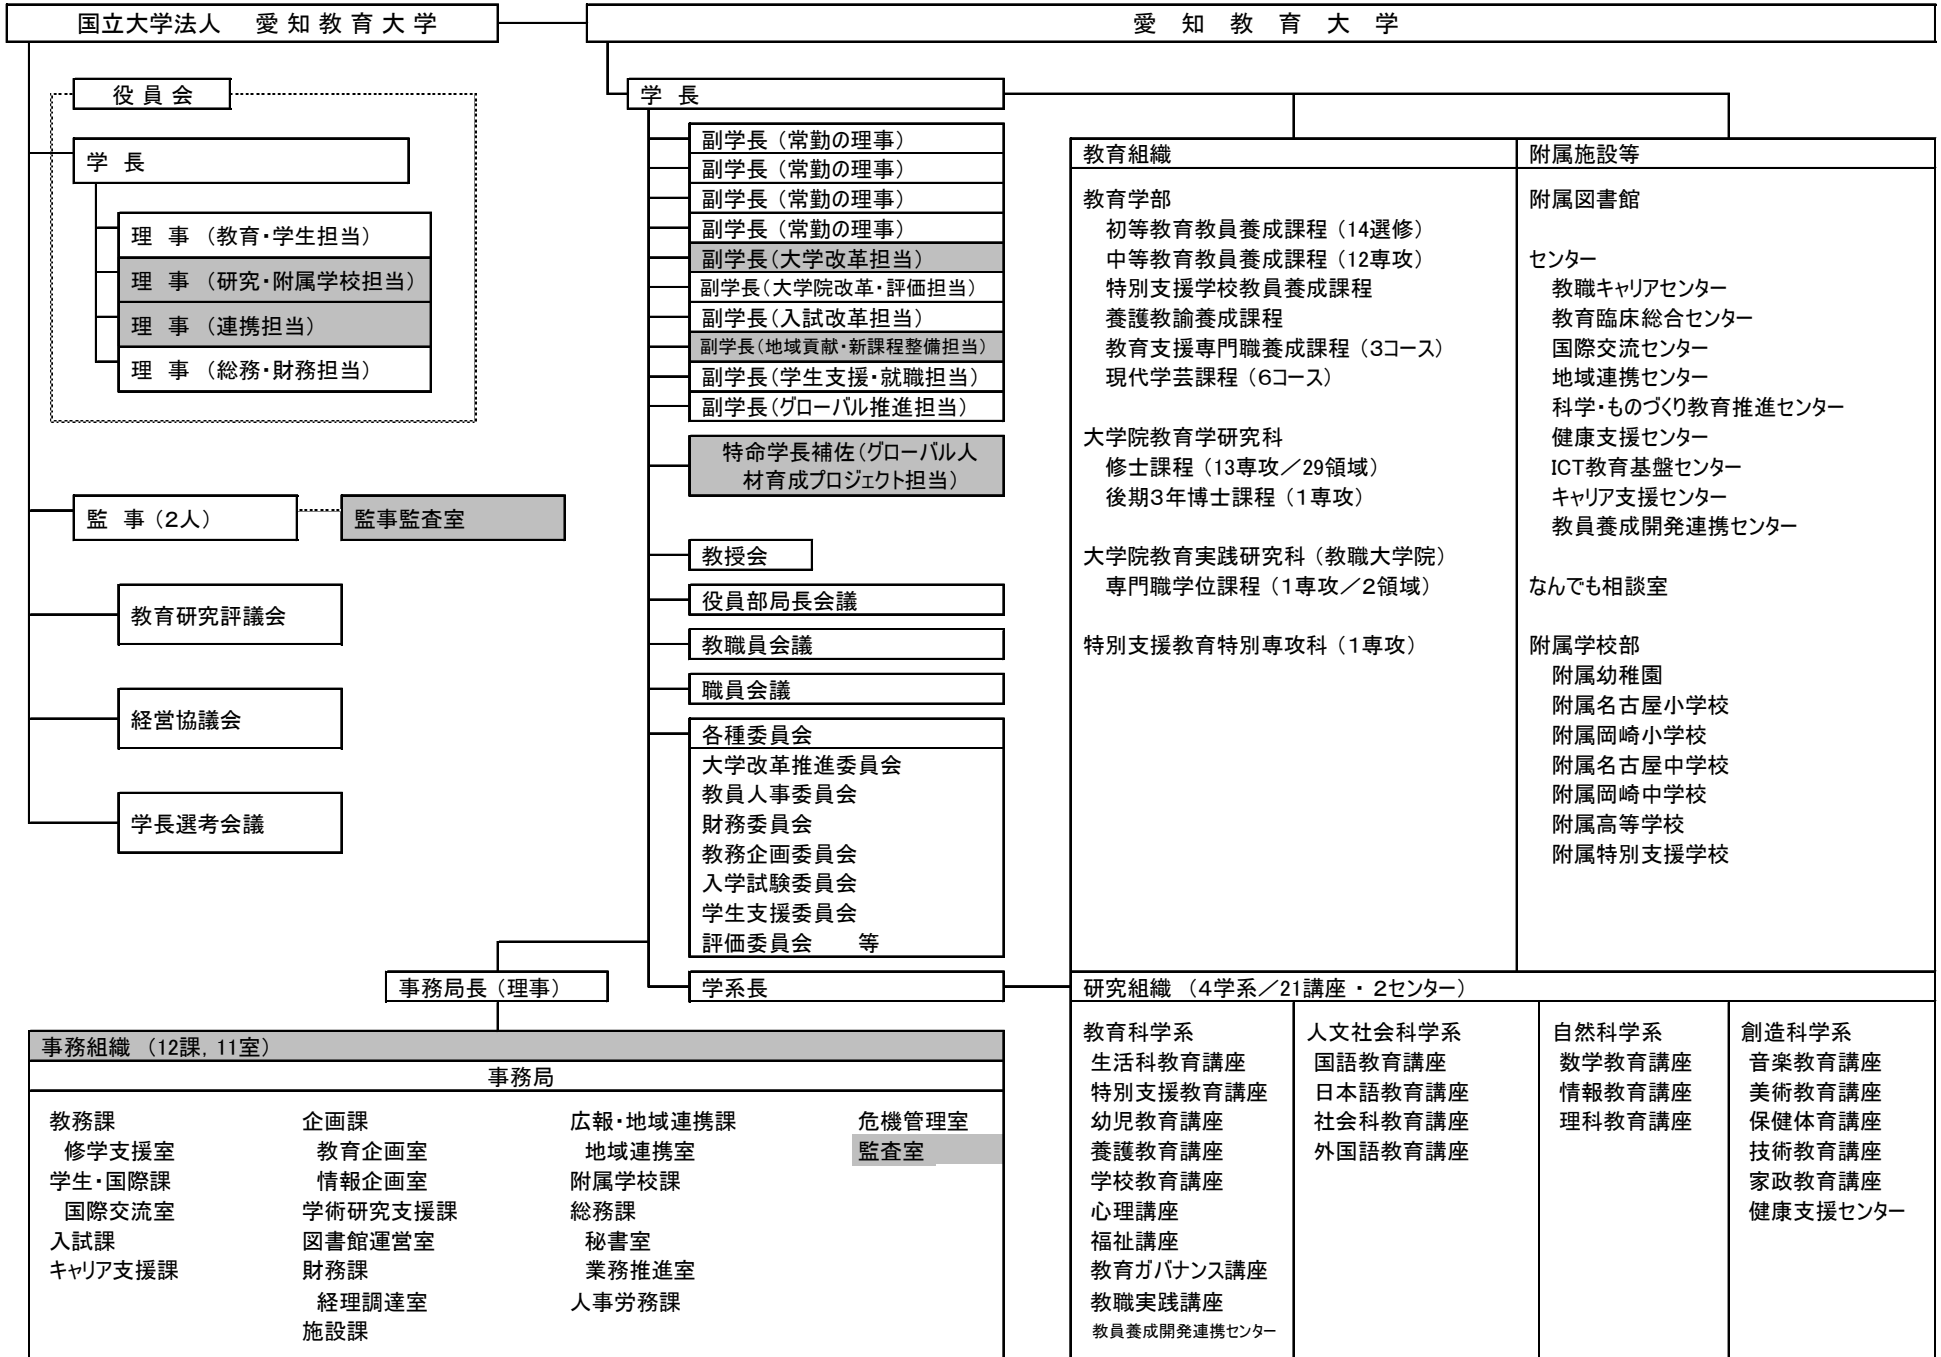 国立大学法人　愛知教育大学
愛知教育大学
役員会
学 長
理 事（教育・学生担当）
理 事（研究・附属学校担当）
理 事（連携担当）
理 事（総務・財務担当）
監 事（２人）
監事監査室
教育研究評議会
経営協議会
学長選考会議
学 長
副学長（常勤の理事）
副学長（常勤の理事）
副学長（常勤の理事）
副学長（常勤の理事）
副学長（大学改革担当）
副学長（大学院改革・評価担当）
副学長（入試改革担当）
副学長（地域貢献・新課程整備担当）
副学長（学生支援・就職担当）
副学長（グローバル推進担当）
特命学長補佐（グローバル人
材育成プロジェクト担当）
教授会
役員部局長会議
教職員会議
職員会議
各種委員会
大学改革推進委員会
教員人事委員会
財務委員会
教務企画委員会
入学試験委員会
学生支援委員会
評価委員会　　等
学系長
事務局長（理事）
教育組織
教育学部
初等教育教員養成課程（14選修）
中等教育教員養成課程（12専攻）
特別支援学校教員養成課程
養護教諭養成課程
教育支援専門職養成課程（３コース）
現代学芸課程（６コース）
大学院教育学研究科
修士課程（13専攻／29領域）
後期３年博士課程（１専攻）
大学院教育実践研究科（教職大学院）
専門職学位課程（１専攻／２領域）
特別支援教育特別専攻科（１専攻）
附属施設等
附属図書館
センター
教職キャリアセンター
教育臨床総合センター
国際交流センター
地域連携センター
科学・ものづくり教育推進センター
健康支援センター
ICT教育基盤センター
キャリア支援センター
教員養成開発連携センター
なんでも相談室
附属学校部
附属幼稚園
附属名古屋小学校
附属岡崎小学校
附属名古屋中学校
附属岡崎中学校
附属高等学校
附属特別支援学校
事務組織　（12課，11室）
事務局
教務課
修学支援室
学生・国際課
国際交流室
入試課
キャリア支援課
企画課
教育企画室
情報企画室
学術研究支援課
図書館運営室
財務課
経理調達室
施設課
広報・地域連携課
地域連携室
附属学校課
総務課
秘書室
業務推進室
人事労務課
危機管理室
監査室
研究組織　（４学系／21講座・２センター）
教育科学系
生活科教育講座
特別支援教育講座
幼児教育講座
養護教育講座
学校教育講座
心理講座
福祉講座
教育ガバナンス講座
教職実践講座
教員養成開発連携センター
人文社会科学系
国語教育講座
日本語教育講座
社会科教育講座
外国語教育講座
自然科学系
数学教育講座
情報教育講座
理科教育講座
創造科学系
音楽教育講座
美術教育講座
保健体育講座
技術教育講座
家政教育講座
健康支援センター